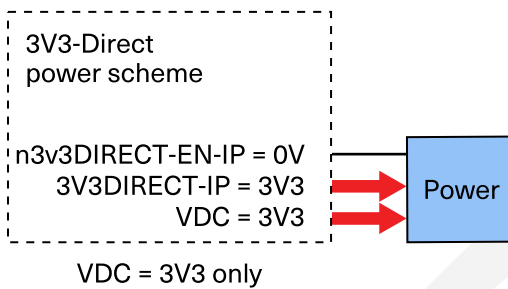 3V3-Direct
power scheme
n3v3DIRECT-EN-IP = 0V
3V3DIRECT-IP = 3V3
VDC = 3V3
Power
VDC = 3V3 only